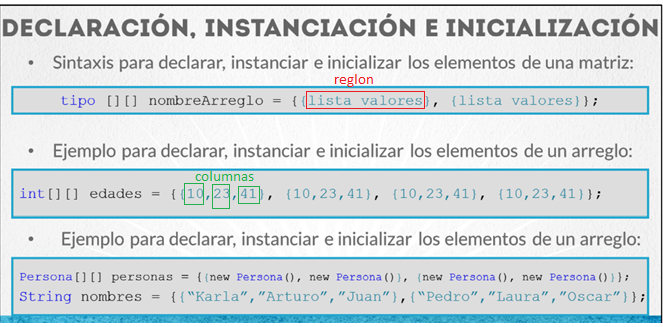 DECLARACIÓN, INSTANCIACIÓN E INICIALIZACIÓN
• Sintaxis para declarar, instanciar e inicializar los elementos de una matriz:
reglon
tipo [][] nombreArreglo = {{lista valores}, {lista valores}};
• Ejemplo para declarar, instanciar e inicializar los elementos de un arreglo:
columnas
int[][] edades = {{10,23,41}, {10,23,41}, {10,23,41}, {10,23,41}};
• Ejemplo para declarar, instanciar e inicializar los elementos de un arreglo:
Persona[][] personas = {{new Persona(), new Persona()}, {new Persona(), new Persona()}};
String nombres = {{“Karla”,”Arturo”,”Juan”},{“Pedro”,”Laura”,”Oscar”}};